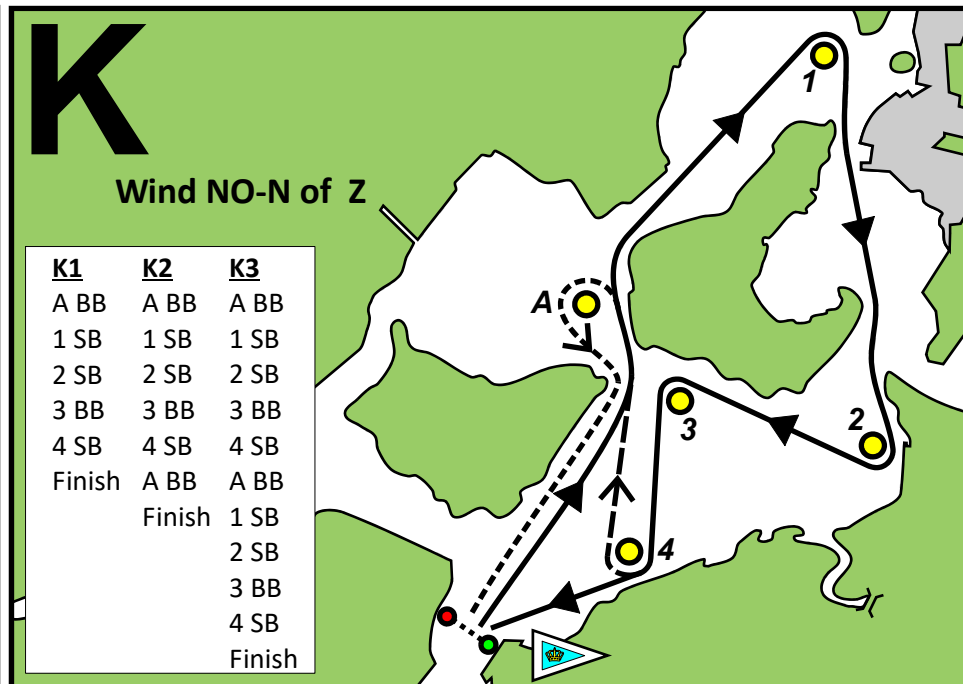 K
Wind NO-N of Z
K1 K2 K3
A BB A BB A BB
1 SB 1 SB 1 SB
2 SB 2 SB 2 SB
3 BB 3 BB 3 BB
4 SB 4 SB 4 SB
Finish A BB A BB
Finish 1 SB
2 SB
3 BB
4 SB
Finish
1
A
3
2
4